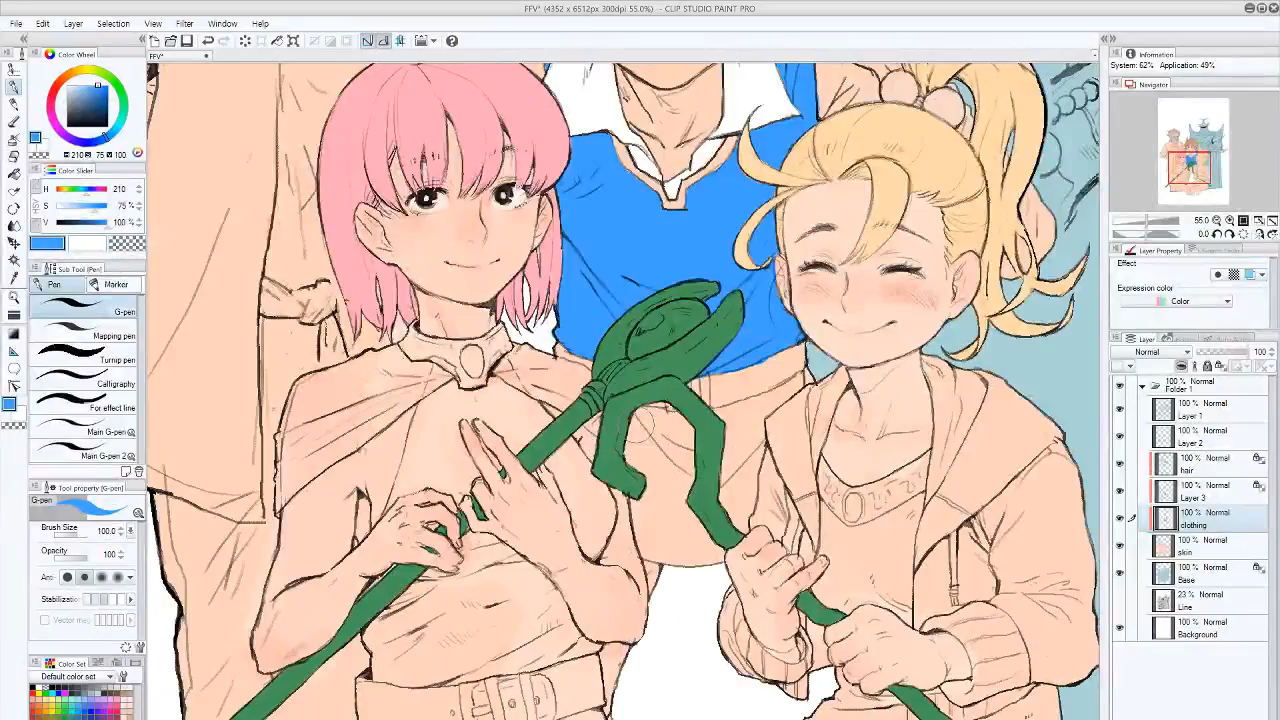 FFV* (4352 x 6512px 300dpi 55.0%) - CLIP STUDIO PAINT PRO
File Edit Layer Selection View Filter Window Help
FFV*
Color Wheel
210 75 100
Color Slider
H 210
S 75 %
V 100 %
Sub Tool [Pen]
Pen Marker
G-pen
Mapping pen
Turnip pen
Calligraphy
For effect line
Main G-pen
Main G-pen 2
Tool property [G-pen]
G-pen
Brush Size 100.0
Opacity 100
Stabilization
Vector
Color Set
Default color set
Information
System: 62% Application: 49%
Navigator
55.0
0.0
Layer Property
Effect
Expression color
Color
Layer
Normal 100
100 % Normal
Folder 1
100 % Normal
Layer 1
100 % Normal
Layer 2
100 % Normal
hair
100 % Normal
Layer 3
100 % Normal
clothing
100 % Normal
skin
100 % Normal
Base
23 % Normal
Line
100 % Normal
Background